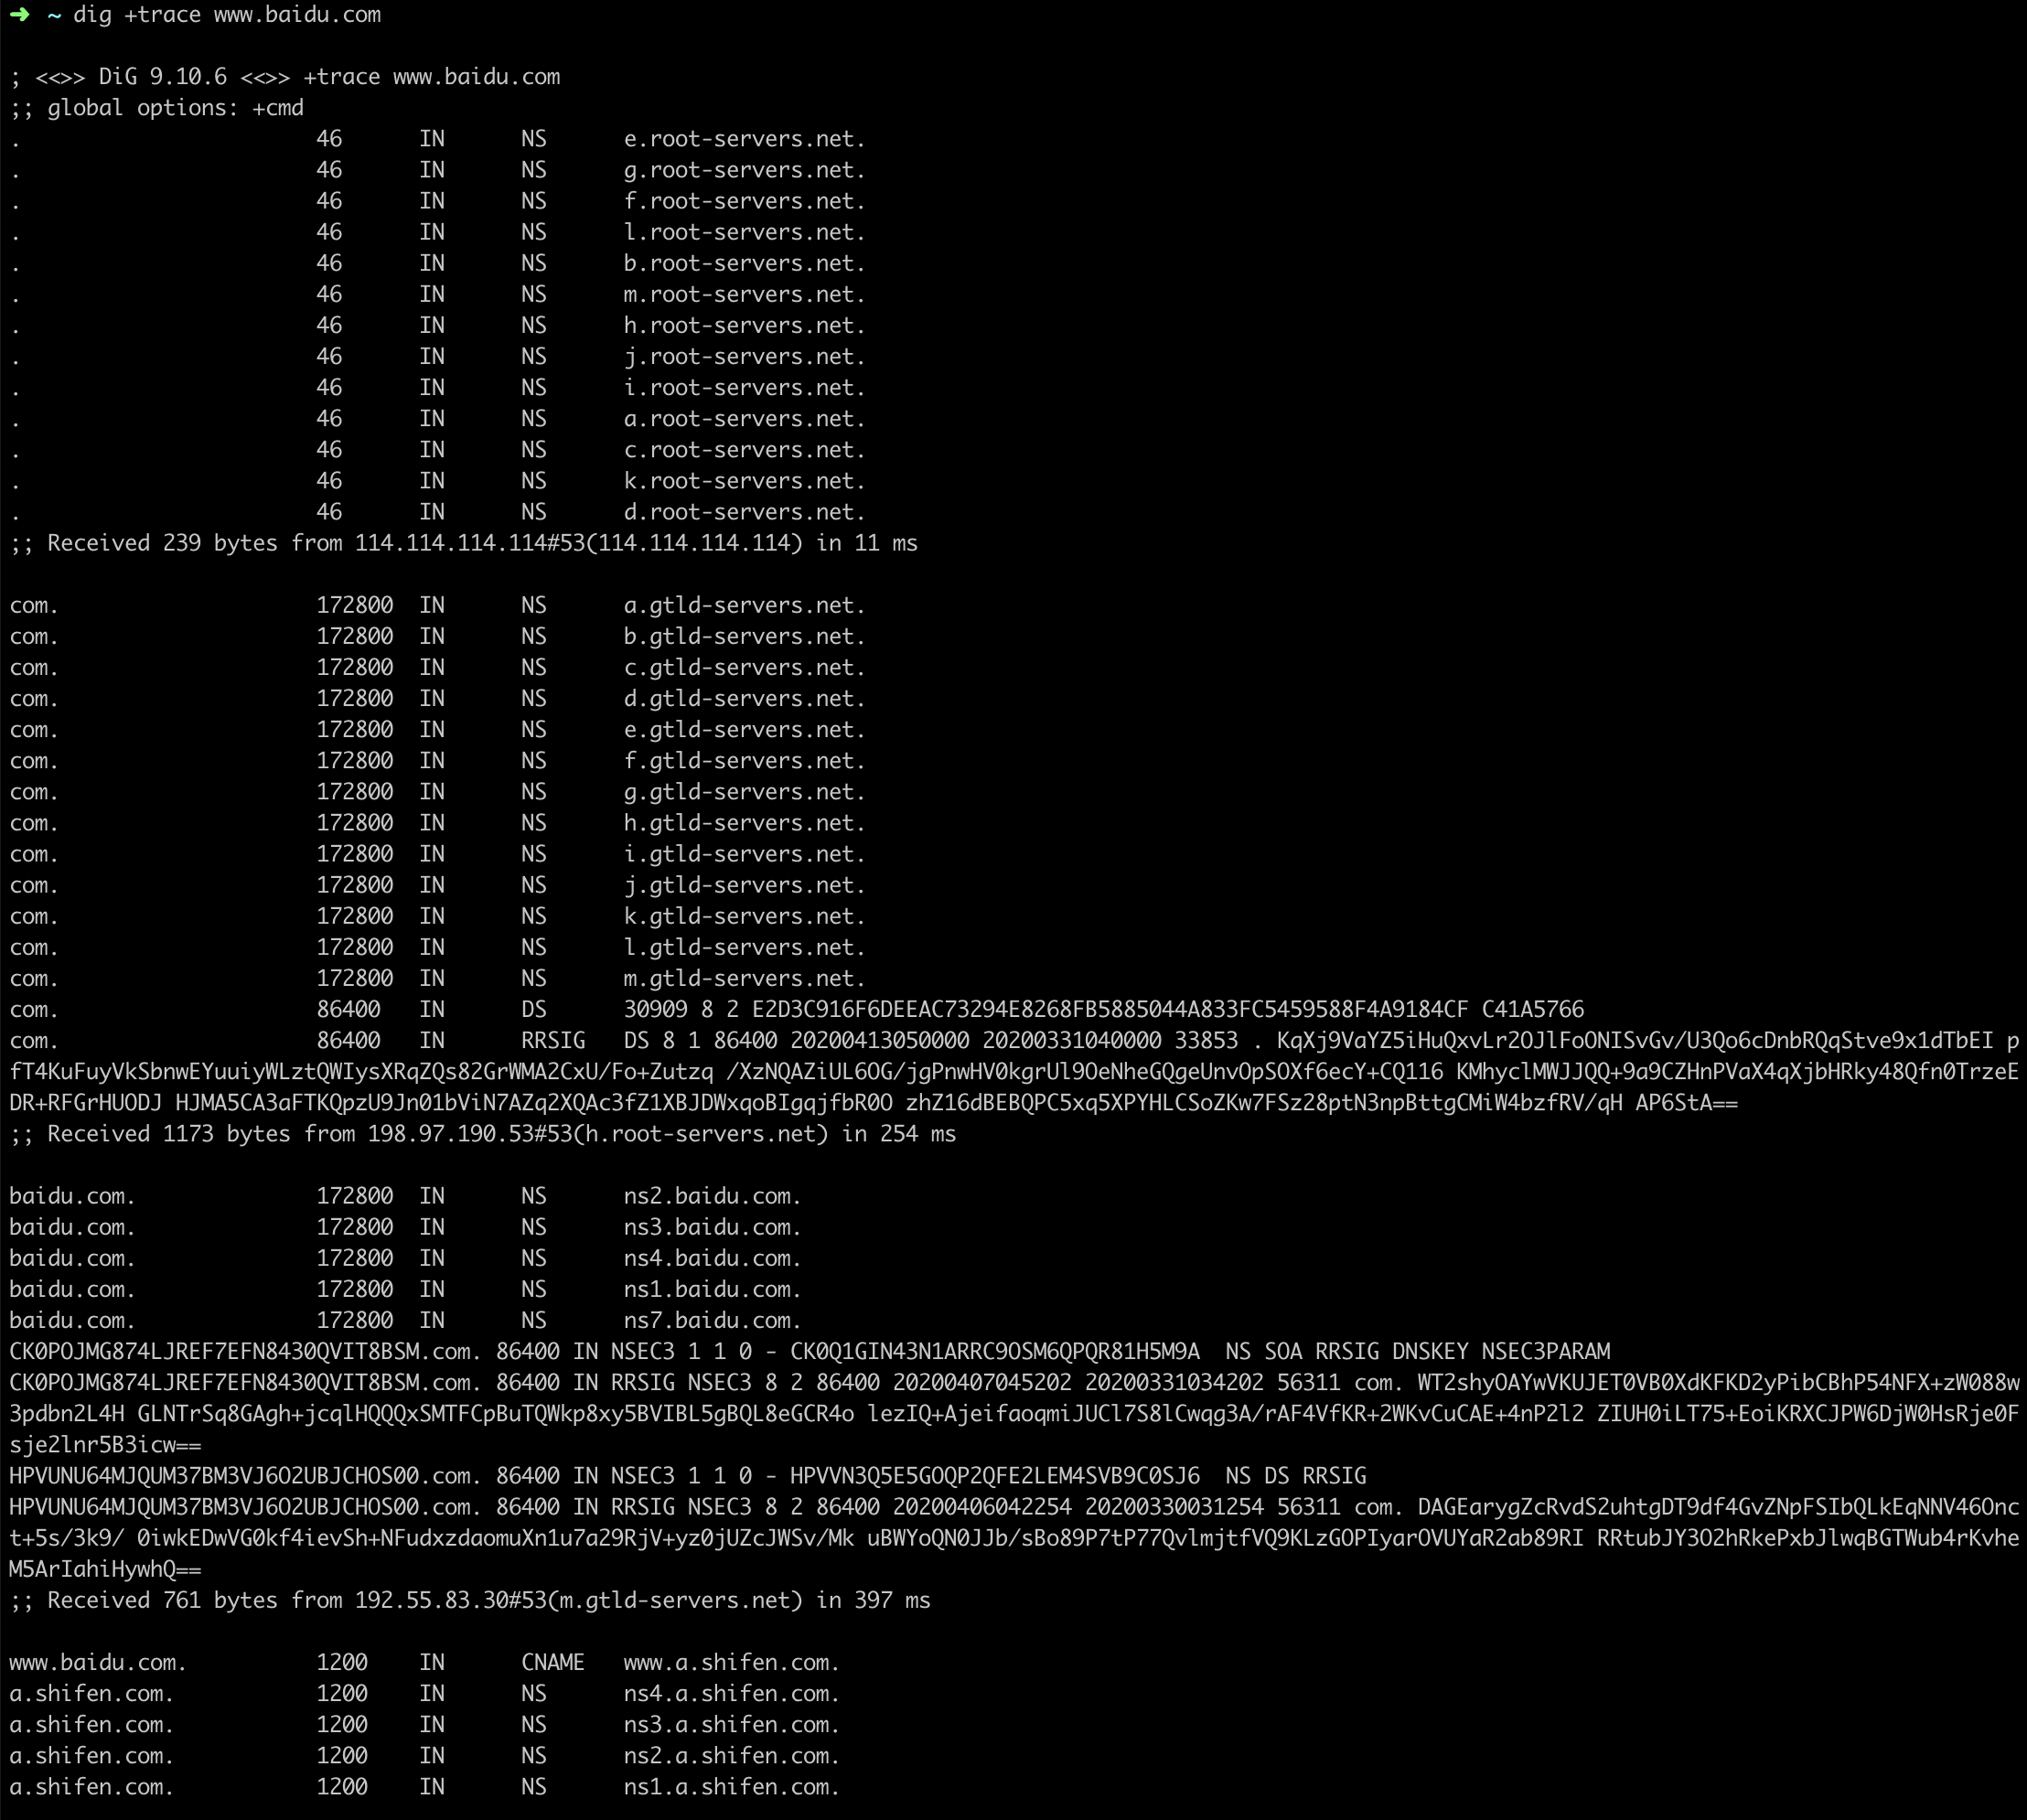 ➜ ~ dig +trace www.baidu.com
; <<>> DiG 9.10.6 <<>> +trace www.baidu.com
;; global options: +cmd
. 46 IN NS e.root-servers.net.
. 46 IN NS g.root-servers.net.
. 46 IN NS f.root-servers.net.
. 46 IN NS l.root-servers.net.
. 46 IN NS b.root-servers.net.
. 46 IN NS m.root-servers.net.
. 46 IN NS h.root-servers.net.
. 46 IN NS j.root-servers.net.
. 46 IN NS i.root-servers.net.
. 46 IN NS a.root-servers.net.
. 46 IN NS c.root-servers.net.
. 46 IN NS k.root-servers.net.
. 46 IN NS d.root-servers.net.
;; Received 239 bytes from 114.114.114.114#53(114.114.114.114) in 11 ms
com. 172800 IN NS a.gtld-servers.net.
com. 172800 IN NS b.gtld-servers.net.
com. 172800 IN NS c.gtld-servers.net.
com. 172800 IN NS d.gtld-servers.net.
com. 172800 IN NS e.gtld-servers.net.
com. 172800 IN NS f.gtld-servers.net.
com. 172800 IN NS g.gtld-servers.net.
com. 172800 IN NS h.gtld-servers.net.
com. 172800 IN NS i.gtld-servers.net.
com. 172800 IN NS j.gtld-servers.net.
com. 172800 IN NS k.gtld-servers.net.
com. 172800 IN NS l.gtld-servers.net.
com. 172800 IN NS m.gtld-servers.net.
com. 86400 IN DS 30909 8 2 E2D3C916F6DEEAC73294E8268FB5885044A833FC5459588F4A9184CF C41A5766
com. 86400 IN RRSIG DS 8 1 86400 20200413050000 20200331040000 33853 . KqXj9VaYZ5iHuQxvLr2OJlFoONISvGv/U3Qo6cDnbRQqStve9x1dTbEI p
fT4KuFuyVkSbnwEYuuiyWLztQWIysXRqZQs82GrWMA2CxU/Fo+Zutzq /XzNQAZiUL6OG/jgPnwHV0kgrUl9OeNheGQgeUnvOpSOXf6ecY+CQ116 KMhyclMWJJQQ+9a9CZHnPVaX4qXjbHRky48Qfn0TrzeE
DR+RFGrHUODJ HJMA5CA3aFTKQpzU9Jn01bViN7AZq2XQAc3fZ1XBJDWxqoBIgqjfbR0O zhZ16dBEBQPC5xq5XPYHLCSoZKw7FSz28ptN3npBttgCMiW4bzfRV/qH AP6StA==
;; Received 1173 bytes from 198.97.190.53#53(h.root-servers.net) in 254 ms
baidu.com. 172800 IN NS ns2.baidu.com.
baidu.com. 172800 IN NS ns3.baidu.com.
baidu.com. 172800 IN NS ns4.baidu.com.
baidu.com. 172800 IN NS ns1.baidu.com.
baidu.com. 172800 IN NS ns7.baidu.com.
CK0POJMG874LJREF7EFN8430QVIT8BSM.com. 86400 IN NSEC3 1 1 0 - CK0Q1GIN43N1ARRC9OSM6QPQR81H5M9A NS SOA RRSIG DNSKEY NSEC3PARAM
CK0POJMG874LJREF7EFN8430QVIT8BSM.com. 86400 IN RRSIG NSEC3 8 2 86400 20200407045202 20200331034202 56311 com. WT2shyOAYwVKUJET0VB0XdKFKD2yPibCBhP54NFX+zW088w
3pdbn2L4H GLNTrSq8GAgh+jcqlHQQQxSMTFCpBuTQWkp8xy5BVIBL5gBQL8eGCR4o lezIQ+AjeifaoqmiJUCl7S8lCwqg3A/rAF4VfKR+2WKvCuCAE+4nP2l2 ZIUH0iLT75+EoiKRXCJPW6DjW0HsRje0F
sje2lnr5B3icw==
HPVUNU64MJQUM37BM3VJ6O2UBJCHOS00.com. 86400 IN NSEC3 1 1 0 - HPVVN3Q5E5GOQP2QFE2LEM4SVB9C0SJ6 NS DS RRSIG
HPVUNU64MJQUM37BM3VJ6O2UBJCHOS00.com. 86400 IN RRSIG NSEC3 8 2 86400 20200406042254 20200330031254 56311 com. DAGEarygZcRvdS2uhtgDT9df4GvZNpFSIbQLkEqNNV46Onc
t+5s/3k9/ 0iwkEDwVG0kf4ievSh+NFudxzdaomuXn1u7a29RjV+yz0jUZcJWSv/Mk uBWYoQN0JJb/sBo89P7tP77QvlmjtfVQ9KLzGOPIyarOVUYaR2ab89RI RRtubJY3O2hRkePxbJlwqBGTWub4rKvhe
M5ArIahiHywhQ==
;; Received 761 bytes from 192.55.83.30#53(m.gtld-servers.net) in 397 ms
www.baidu.com. 1200 IN CNAME www.a.shifen.com.
a.shifen.com. 1200 IN NS ns4.a.shifen.com.
a.shifen.com. 1200 IN NS ns3.a.shifen.com.
a.shifen.com. 1200 IN NS ns2.a.shifen.com.
a.shifen.com. 1200 IN NS ns1.a.shifen.com.